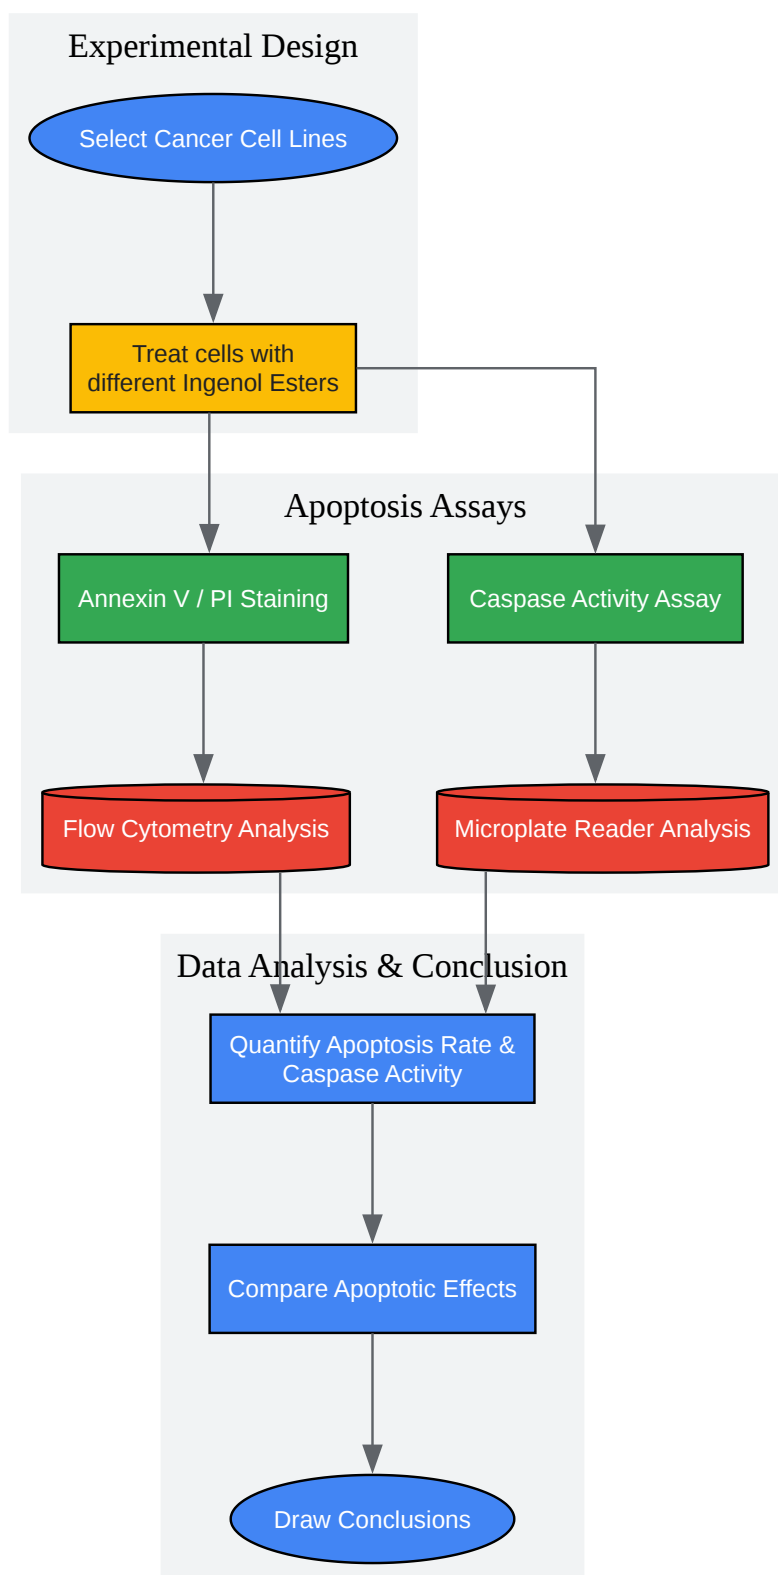 Experimental Design
Select Cancer Cell Lines
Treat cells with
different Ingenol Esters
Apoptosis Assays
Annexin V / PI Staining
Caspase Activity Assay
Flow Cytometry Analysis
Microplate Reader Analysis
Data Analysis & Conclusion
Quantify Apoptosis Rate &
Caspase Activity
Compare Apoptotic Effects
Draw Conclusions